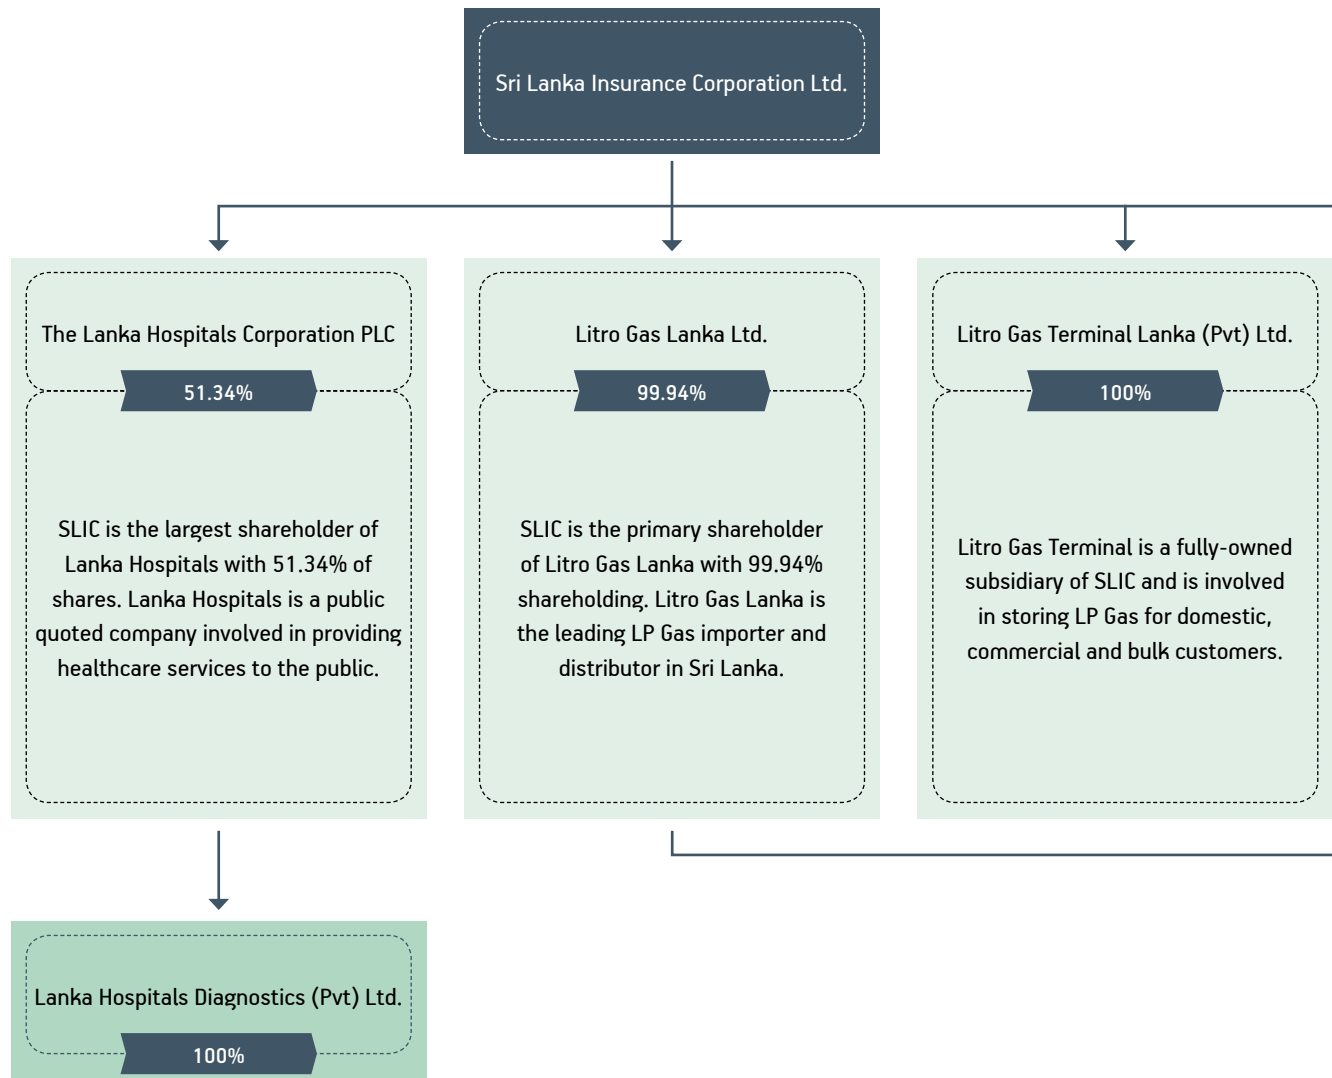 Sri Lanka Insurance Corporation Ltd.
The Lanka Hospitals Corporation PLC
51.34%
SLIC is the largest shareholder of
Lanka Hospitals with 51.34% of
shares. Lanka Hospitals is a public
quoted company involved in providing
healthcare services to the public.
Litro Gas Lanka Ltd.
99.94%
SLIC is the primary shareholder
of Litro Gas Lanka with 99.94%
shareholding. Litro Gas Lanka is
the leading LP Gas importer and
distributor in Sri Lanka.
Litro Gas Terminal Lanka (Pvt) Ltd.
100%
Litro Gas Terminal is a fully-owned
subsidiary of SLIC and is involved
in storing LP Gas for domestic,
commercial and bulk customers.
Lanka Hospitals Diagnostics (Pvt) Ltd.
100%